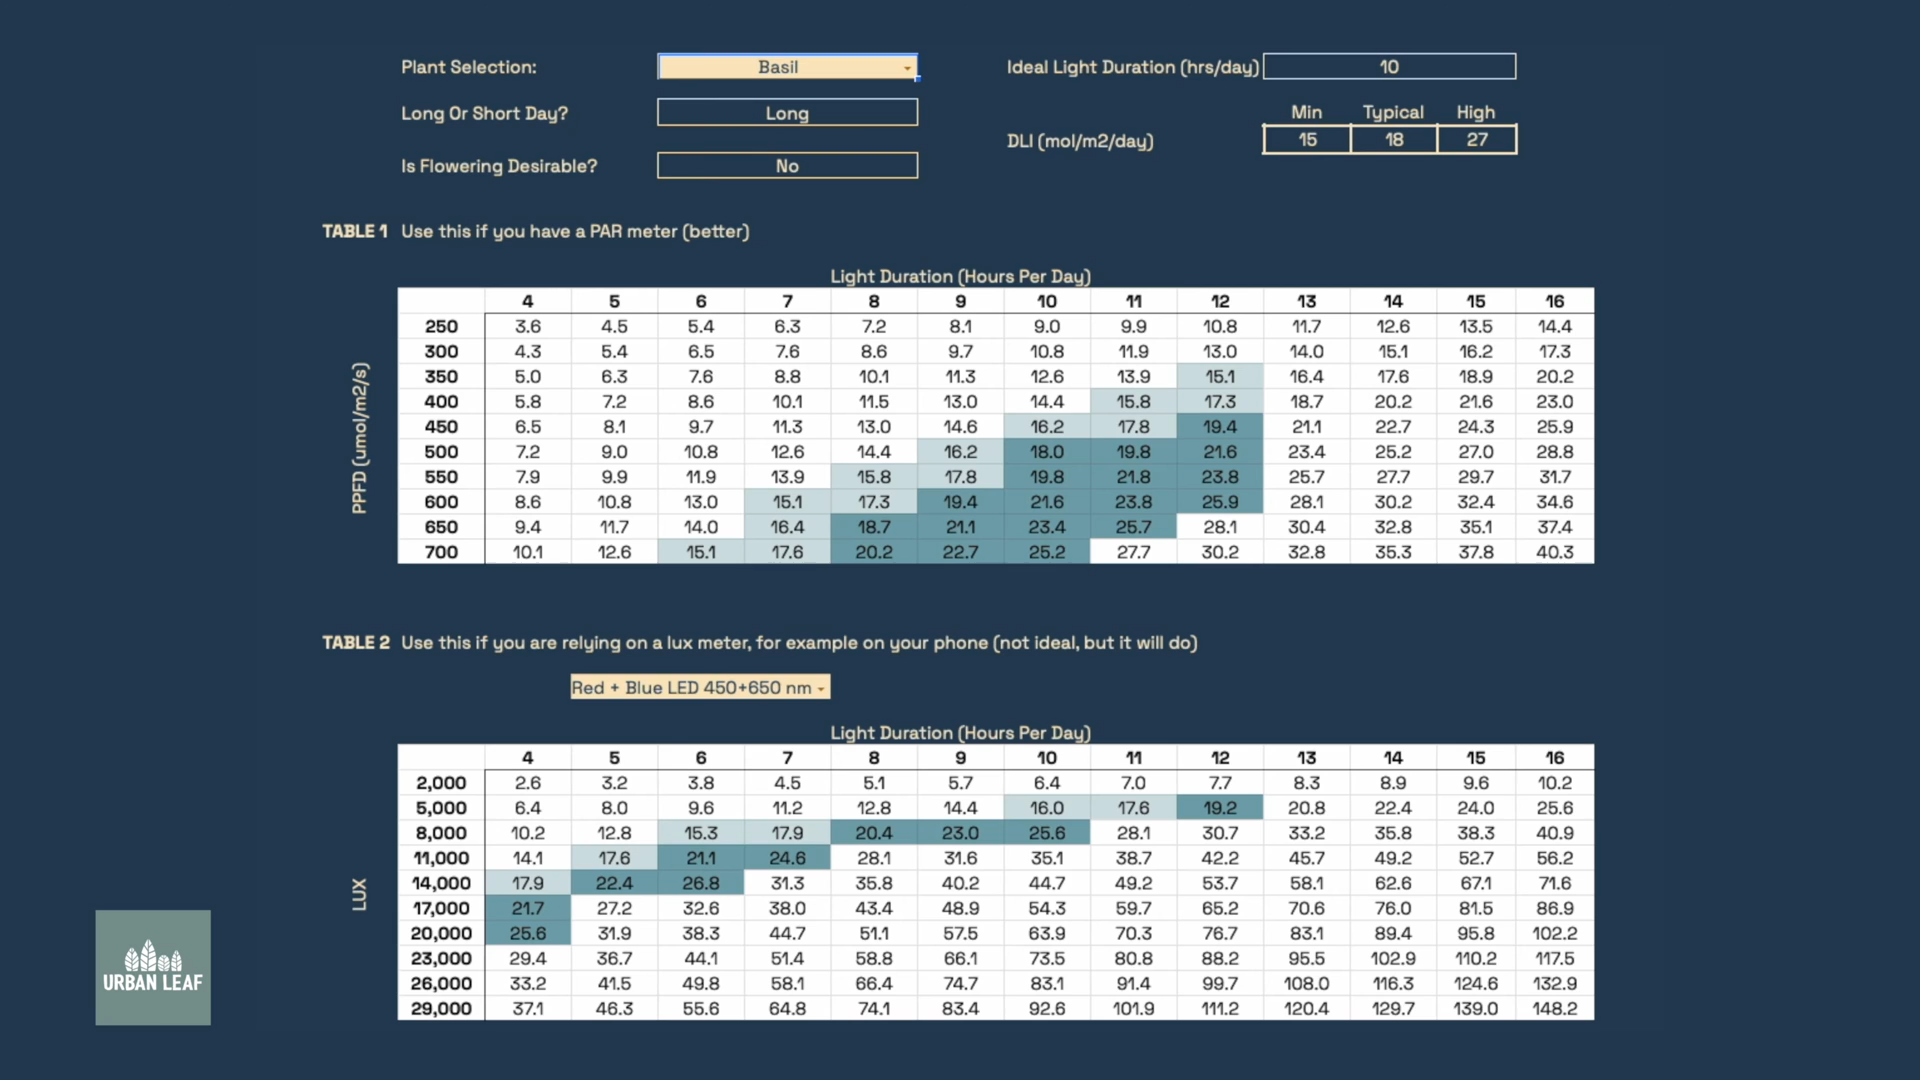 Plant Selection: Basil Ideal Light Duration (hrs/day) 10
Long Or Short Day? Long
Min Typical High
DLI (mol/m2/day) 15 18 27
Is Flowering Desirable? No
TABLE 1 Use this if you have a PAR meter (better)
Light Duration (Hours Per Day)
4 5 6 7 8 9 10 11 12 13 14 15 16
PPFD (umol/m2/s)
250 3.6 4.5 5.4 6.3 7.2 8.1 9.0 9.9 10.8 11.7 12.6 13.5 14.4
300 4.3 5.4 6.5 7.6 8.6 9.7 10.8 11.9 13.0 14.0 15.1 16.2 17.3
350 5.0 6.3 7.6 8.8 10.1 11.3 12.6 13.9 15.1 16.4 17.6 18.9 20.2
400 5.8 7.2 8.6 10.1 11.5 13.0 14.4 15.8 17.3 18.7 20.2 21.6 23.0
450 6.5 8.1 9.7 11.3 13.0 14.6 16.2 17.8 19.4 21.1 22.7 24.3 25.9
500 7.2 9.0 10.8 12.6 14.4 16.2 18.0 19.8 21.6 23.4 25.2 27.0 28.8
550 7.9 9.9 11.9 13.9 15.8 17.8 19.8 21.8 23.8 25.7 27.7 29.7 31.7
600 8.6 10.8 13.0 15.1 17.3 19.4 21.6 23.8 25.9 28.1 30.2 32.4 34.6
650 9.4 11.7 14.0 16.4 18.7 21.1 23.4 25.7 28.1 30.4 32.8 35.1 37.4
700 10.1 12.6 15.1 17.6 20.2 22.7 25.2 27.7 30.2 32.8 35.3 37.8 40.3
TABLE 2 Use this if you are relying on a lux meter, for example on your phone (not ideal, but it will do)
Red + Blue LED 450+650 nm
Light Duration (Hours Per Day)
4 5 6 7 8 9 10 11 12 13 14 15 16
LUX
2,000 2.6 3.2 3.8 4.5 5.1 5.7 6.4 7.0 7.7 8.3 8.9 9.6 10.2
5,000 6.4 8.0 9.6 11.2 12.8 14.4 16.0 17.6 19.2 20.8 22.4 24.0 25.6
8,000 10.2 12.8 15.3 17.9 20.4 23.0 25.6 28.1 30.7 33.2 35.8 38.3 40.9
11,000 14.1 17.6 21.1 24.6 28.1 31.6 35.1 38.7 42.2 45.7 49.2 52.7 56.2
14,000 17.9 22.4 26.8 31.3 35.8 40.2 44.7 49.2 53.7 58.1 62.6 67.1 71.6
17,000 21.7 27.2 32.6 38.0 43.4 48.9 54.3 59.7 65.2 70.6 76.0 81.5 86.9
20,000 25.6 31.9 38.3 44.7 51.1 57.5 63.9 70.3 76.7 83.1 89.4 95.8 102.2
23,000 29.4 36.7 44.1 51.4 58.8 66.1 73.5 80.8 88.2 95.5 102.9 110.2 117.5
26,000 33.2 41.5 49.8 58.1 66.4 74.7 83.1 91.4 99.7 108.0 116.3 124.6 132.9
29,000 37.1 46.3 55.6 64.8 74.1 83.4 92.6 101.9 111.2 120.4 129.7 139.0 148.2
URBAN LEAF